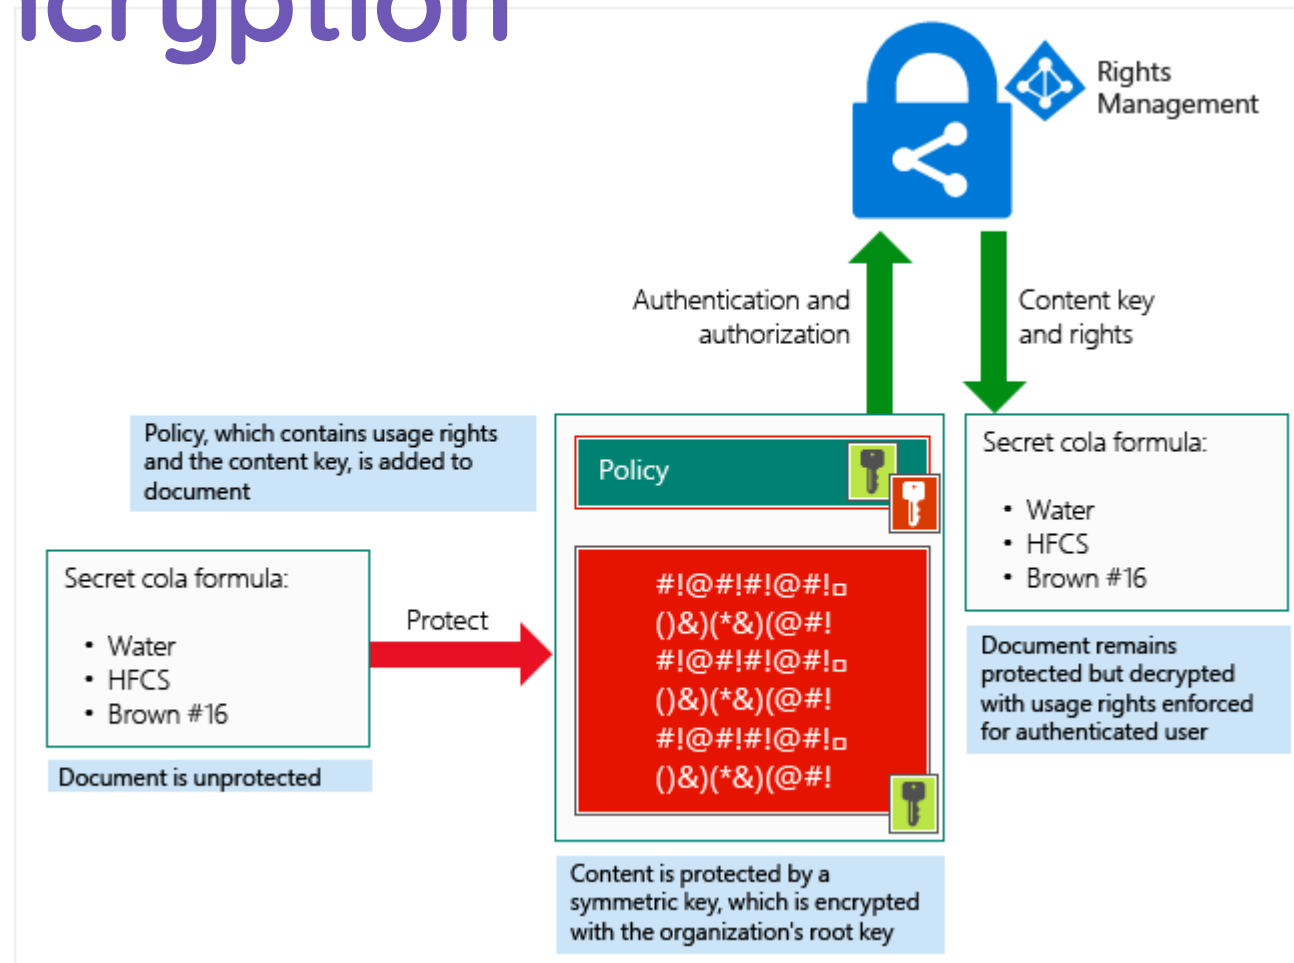 ncryption
Rights
Management
Authentication and
authorization
Content key
and rights
Policy, which contains usage rights
and the content key, is added to
document
Policy
Secret cola formula:
• Water
• HFCS
• Brown #16
Secret cola formula:
• Water
• HFCS
• Brown #16
Protect
#!@#!#!@#!□
()&)(*&)(@#!
#!@#!#!@#!□
()&)(*&)(@#!
#!@#!#!@#!□
()&)(*&)(@#!
Document remains
protected but decrypted
with usage rights enforced
for authenticated user
Document is unprotected
Content is protected by a
symmetric key, which is encrypted
with the organization's root key